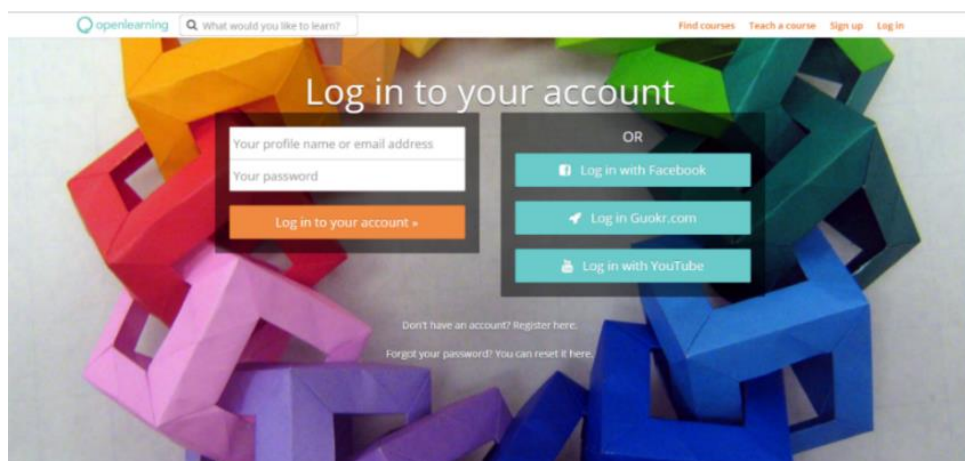 openlearning
What would you like to learn?
Find courses
Teach a course
Sign up
Log in
Log in to your account
Your profile name or email address
Your password
Log in to your account »
OR
Log in with Facebook
Log in Guokr.com
Log in with YouTube
Don't have an account? Register here.
Forgot your password? You can reset it here.